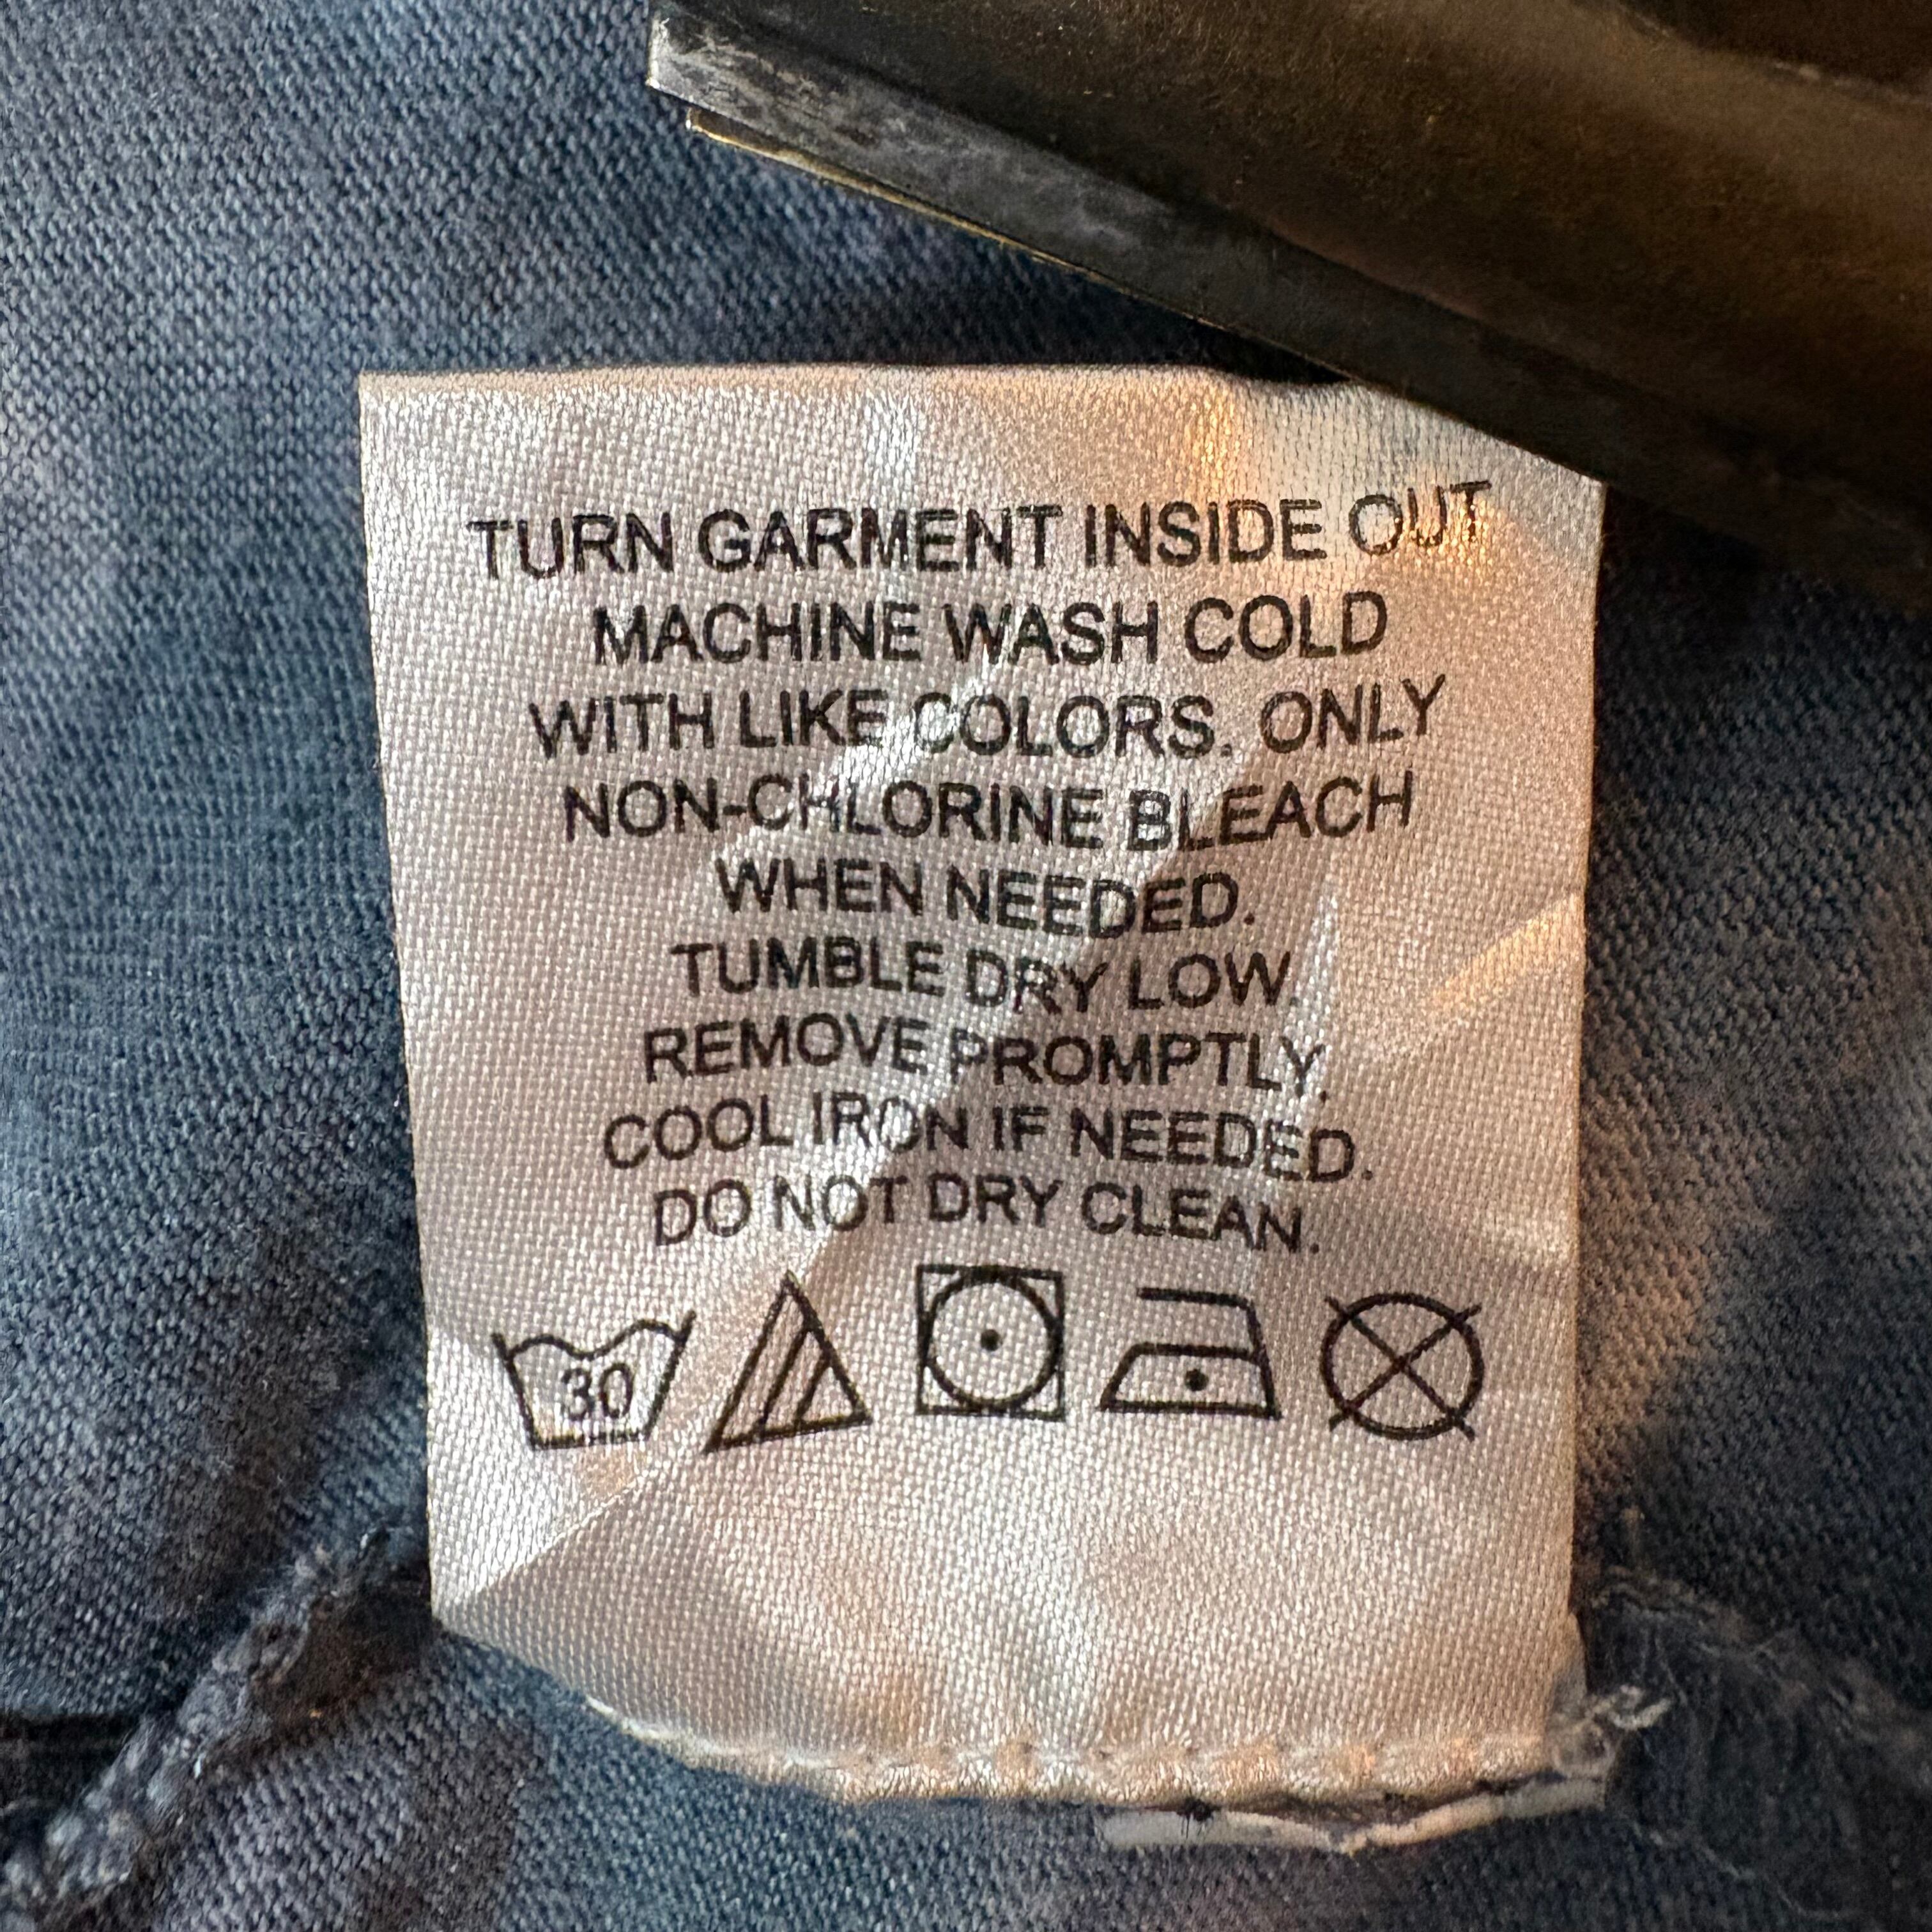 TURN GARMENT INSIDE OUT
MACHINE WASH COLD
WITH LIKE COLORS. ONLY
NON-CHLORINE BLEACH
WHEN NEEDED.
TUMBLE DRY LOW.
REMOVE PROMPTLY.
COOL IRON IF NEEDED.
DO NOT DRY CLEAN.
30